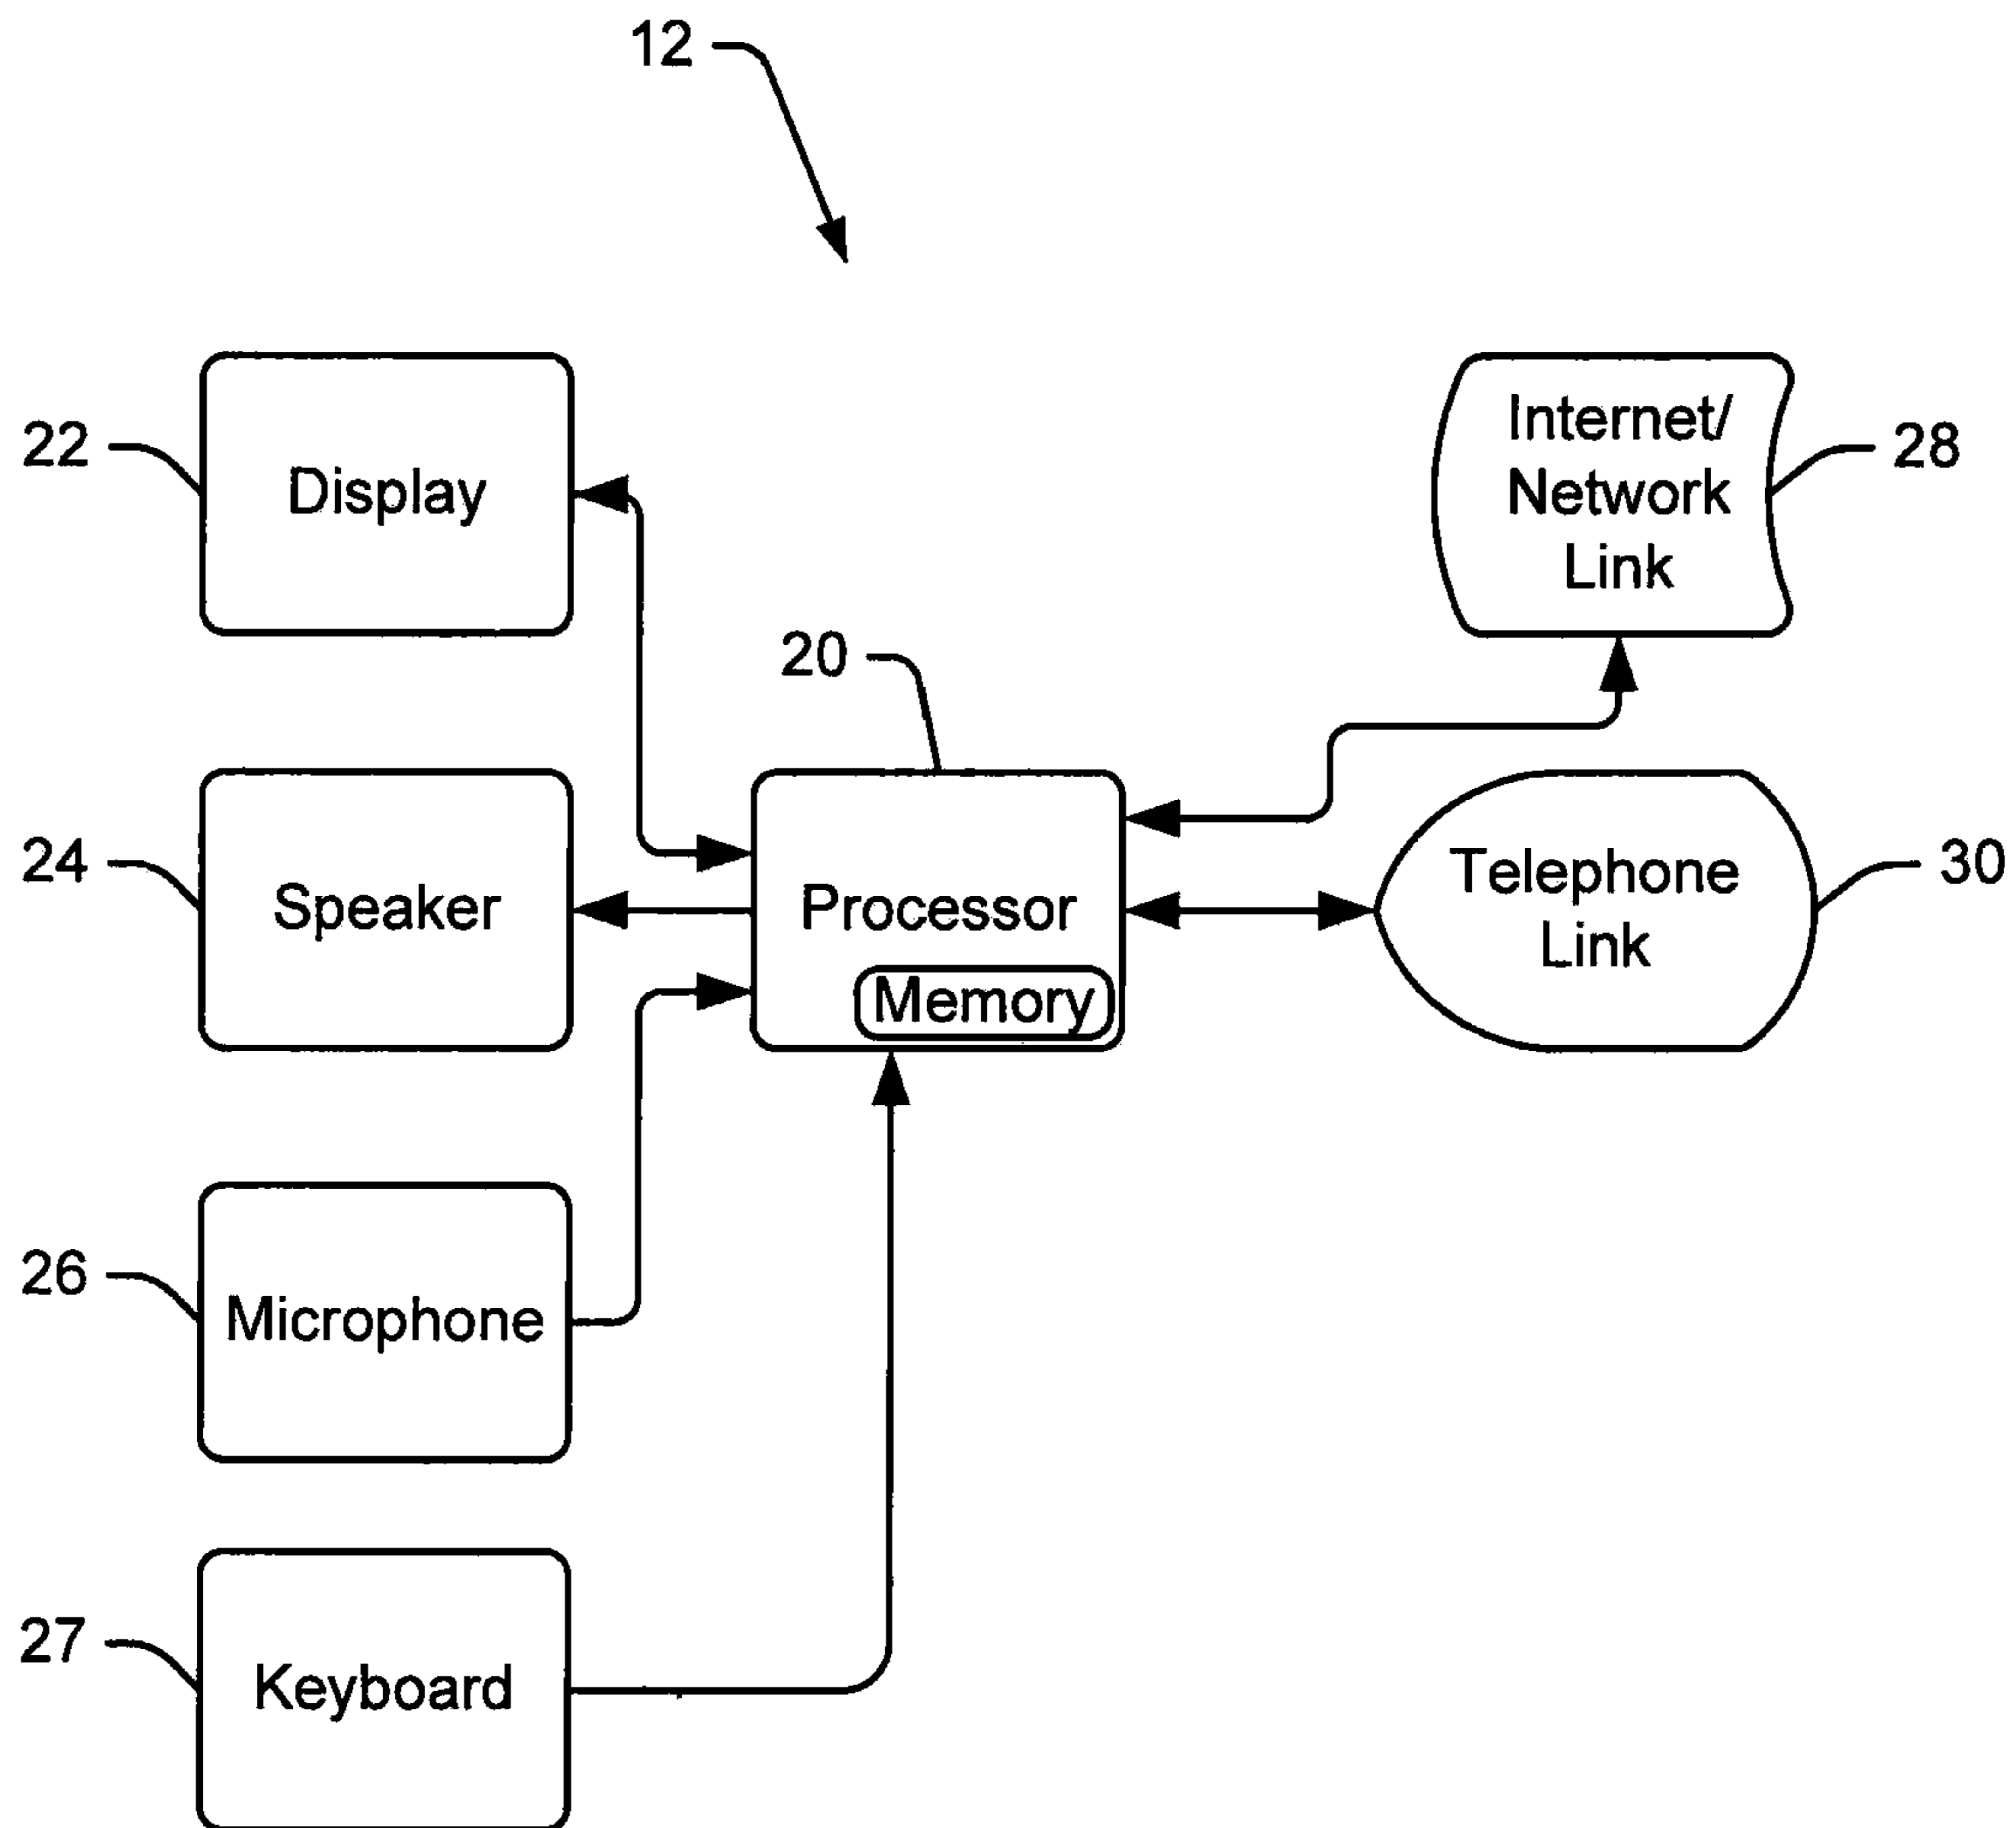 12
22
Display
Internet/
Network
Link
28
20
24
Speaker
Processor
Memory
Telephone
Link
30
26
Microphone
27
Keyboard